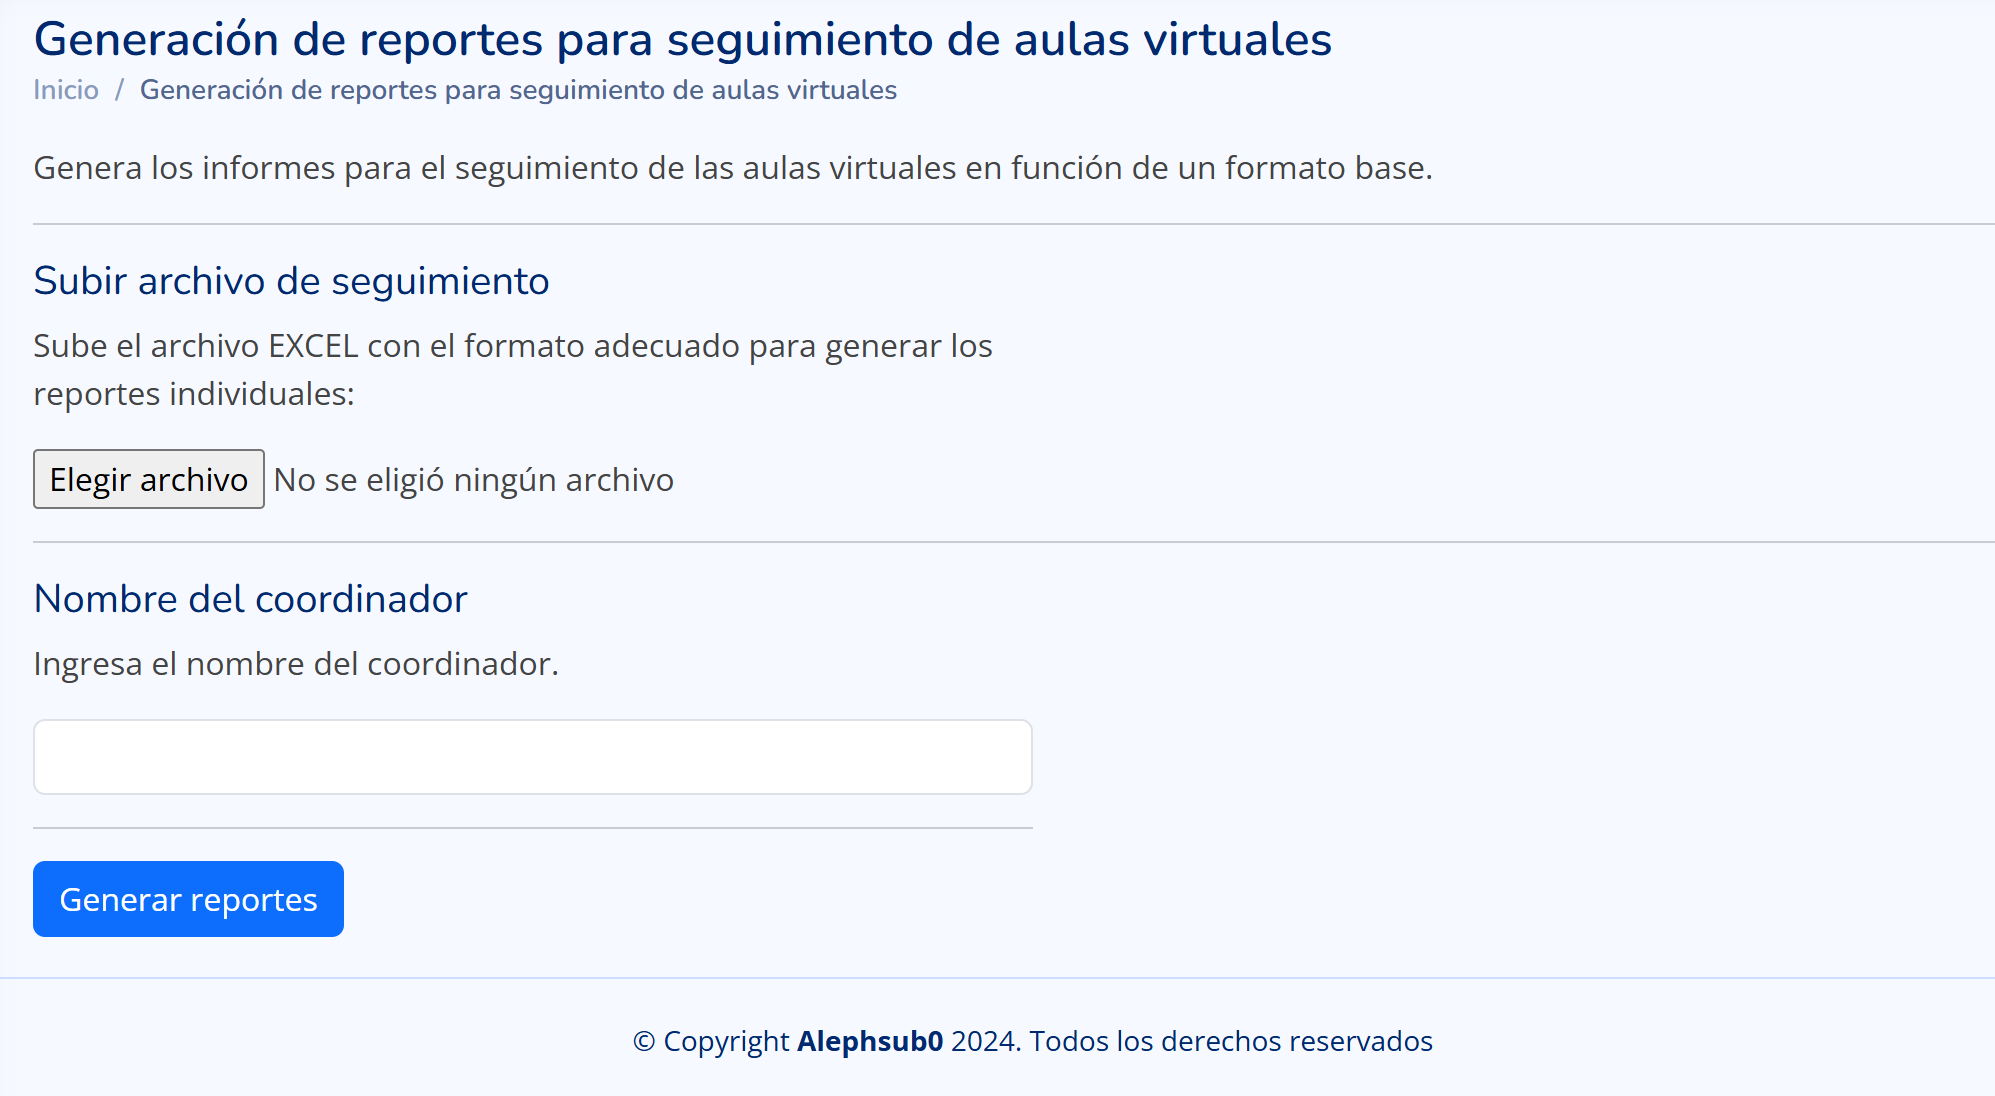 Generación de reportes para seguimiento de aulas virtuales
Inicio / Generación de reportes para seguimiento de aulas virtuales
Genera los informes para el seguimiento de las aulas virtuales en función de un formato base.
Subir archivo de seguimiento
Sube el archivo EXCEL con el formato adecuado para generar los
reportes individuales:
Elegir archivo No se eligió ningún archivo
Nombre del coordinador
Ingresa el nombre del coordinador.
Generar reportes
© Copyright Alephsub0 2024. Todos los derechos reservados